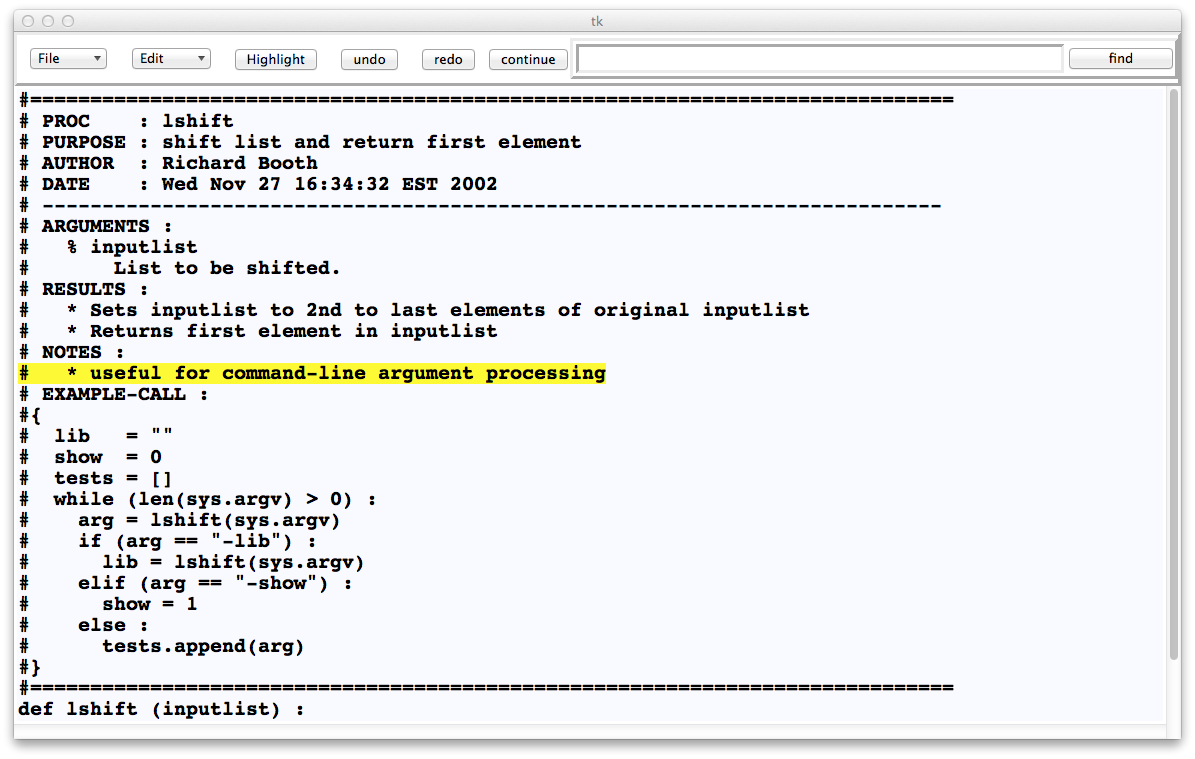 tk
File Edit Highlight undo redo continue find
#=============================================================================
# PROC    : lshift
# PURPOSE : shift list and return first element
# AUTHOR  : Richard Booth
# DATE    : Wed Nov 27 16:34:32 EST 2002
# ---------------------------------------------------------------------------
# ARGUMENTS :
#   % inputlist
#       List to be shifted.
# RESULTS :
#   * Sets inputlist to 2nd to last elements of original inputlist
#   * Returns first element in inputlist
# NOTES :
#   * useful for command-line argument processing
# EXAMPLE-CALL :
#{
#  lib   = ""
#  show  = 0
#  tests = []
#  while (len(sys.argv) > 0) :
#    arg = lshift(sys.argv)
#    if (arg == "-lib") :
#      lib = lshift(sys.argv)
#    elif (arg == "-show") :
#      show = 1
#    else :
#      tests.append(arg)
#}
#=============================================================================
def lshift (inputlist) :